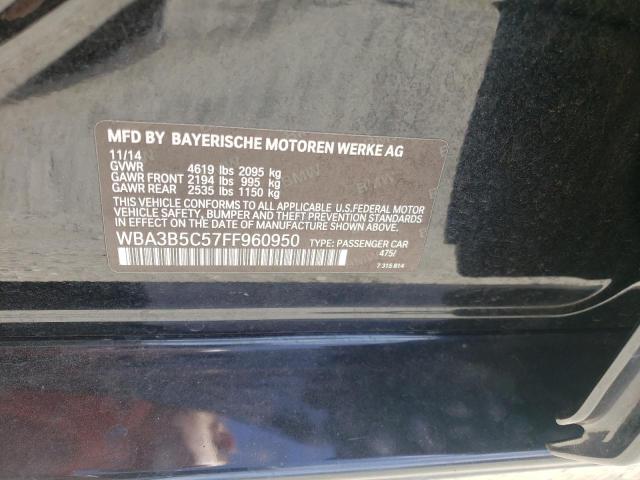 MFD BY BAYERISCHE MOTOREN WERKE AG
11/14
GVWR 4619 lbs 2095 kg
GAWR FRONT 2194 lbs 995 kg
GAWR REAR 2535 lbs 1150 kg
THIS VEHICLE CONFORMS TO ALL APPLICABLE U.S.FEDERAL MOTOR
VEHICLE SAFETY, BUMPER AND THEFT PREVENTION STANDARDS
IN EFFECT ON THE DATE OF MANUFACTURE SHOWN ABOVE.
WBA3B5C57FF960950 TYPE: PASSENGER CAR
475/
7 315 814